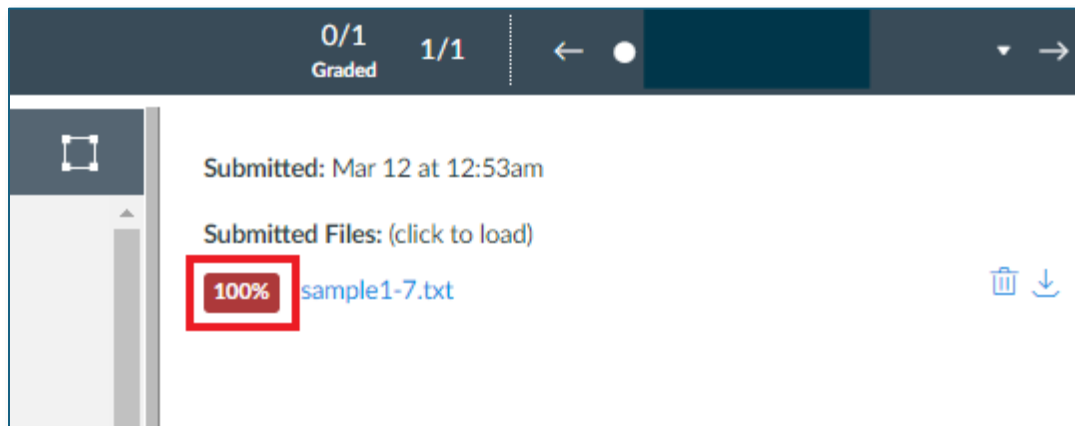 0/1
Graded
1/1
Submitted: Mar 12 at 12:53am
Submitted Files: (click to load)
100% sample1-7.txt